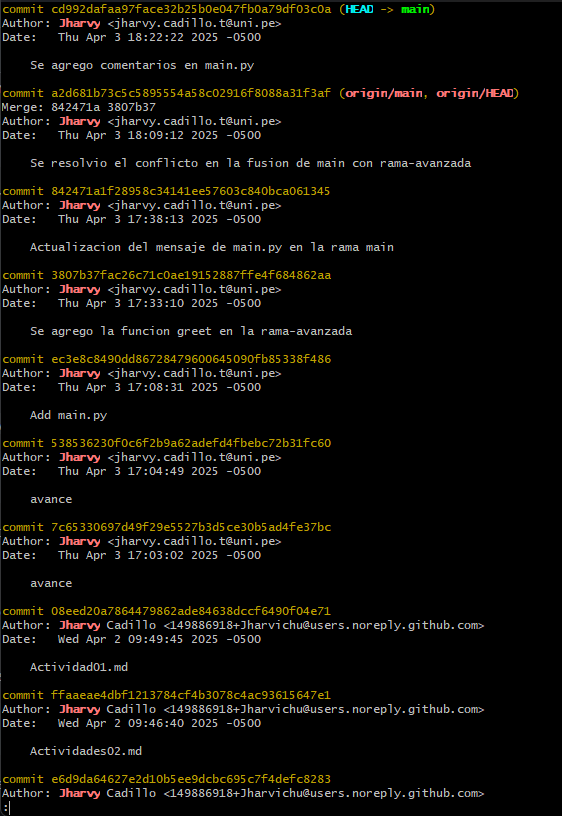 commit cd992dafaa97face32b25b0e047fb0a79df03c0a (HEAD -> main)
Author: Jharvy <jharvy.cadillo.t@uni.pe>
Date:   Thu Apr 3 18:22:22 2025 -0500
    Se agrego comentarios en main.py
commit a2d681b73c5c5895554a58c02916f8088a31f3af (origin/main, origin/HEAD)
Merge: 842471a 3807b37
Author: Jharvy <jharvy.cadillo.t@uni.pe>
Date:   Thu Apr 3 18:09:12 2025 -0500
    Se resolvio el conflicto en la fusion de main con rama-avanzada
commit 842471a1f28958c34141ee57603c840bca061345
Author: Jharvy <jharvy.cadillo.t@uni.pe>
Date:   Thu Apr 3 17:38:13 2025 -0500
    Actualizacion del mensaje de main.py en la rama main
commit 3807b37fac26c71c0ae19152887ffe4f684862aa
Author: Jharvy <jharvy.cadillo.t@uni.pe>
Date:   Thu Apr 3 17:33:10 2025 -0500
    Se agrego la funcion greet en la rama-avanzada
commit ec3e8c8490dd86728479600645090fb85338f486
Author: Jharvy <jharvy.cadillo.t@uni.pe>
Date:   Thu Apr 3 17:08:31 2025 -0500
    Add main.py
commit 538536230f0c6f2b9a62adefd4fbebc72b31fc60
Author: Jharvy <jharvy.cadillo.t@uni.pe>
Date:   Thu Apr 3 17:04:49 2025 -0500
    avance
commit 7c65330697d49f29e5527b3d5ce30b5ad4fe37bc
Author: Jharvy <jharvy.cadillo.t@uni.pe>
Date:   Thu Apr 3 17:03:02 2025 -0500
    avance
commit 08eed20a7864479862ade84638dccf6490f04e71
Author: Jharvy Cadillo <149886918+Jharvichu@users.noreply.github.com>
Date:   Wed Apr 2 09:49:45 2025 -0500
    Actividad01.md
commit ffaaeae4dbf1213784cf4b3078c4ac93615647e1
Author: Jharvy Cadillo <149886918+Jharvichu@users.noreply.github.com>
Date:   Wed Apr 2 09:46:40 2025 -0500
    Actividades02.md
commit e6d9da64627e2d10b5ee9dcbc695c7f4defc8283
Author: Jharvy Cadillo <149886918+Jharvichu@users.noreply.github.com>
: